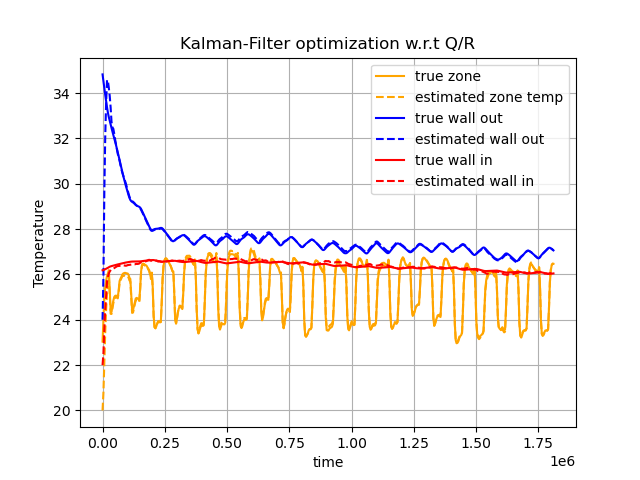 Kalman-Filter optimization w.r.t Q/R
true zone
estimated zone temp
true wall out
estimated wall out
true wall in
estimated wall in
Temperature
34
32
30
28
26
24
22
20
0.00 0.25 0.50 0.75 1.00 1.25 1.50 1.75
time
1e6